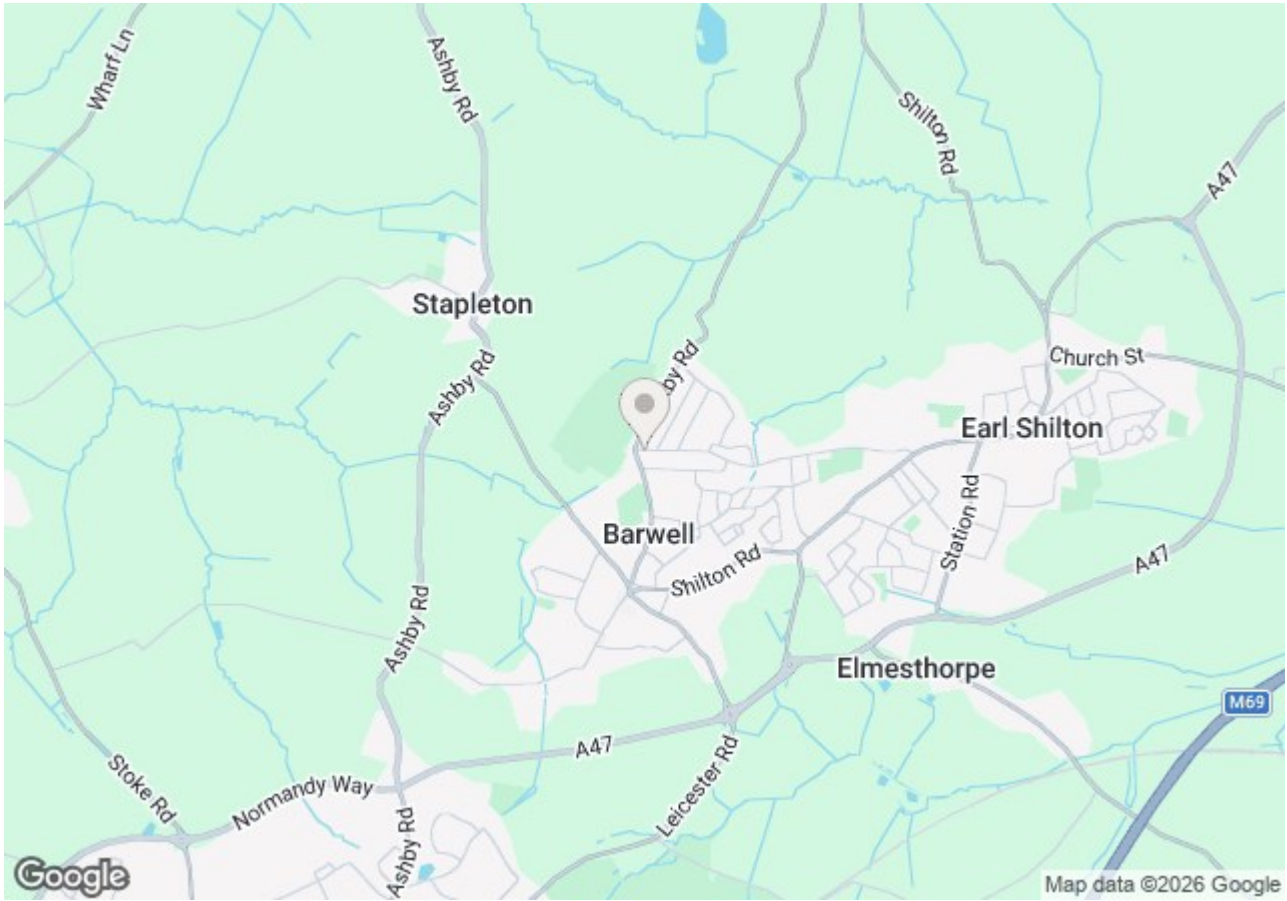 Wharf Ln
Ashby Rd
Shilton Rd
A47
Stapleton
Ashby Rd
by Rd
Church St
Earl Shilton
Barwell
Shilton Rd
Station Rd
A47
Ashby Rd
Elmesthorpe
M69
A47
Stoke Rd
Normandy Way
Leicester Rd
Ashby Rd
Google
Map data ©2026 Google